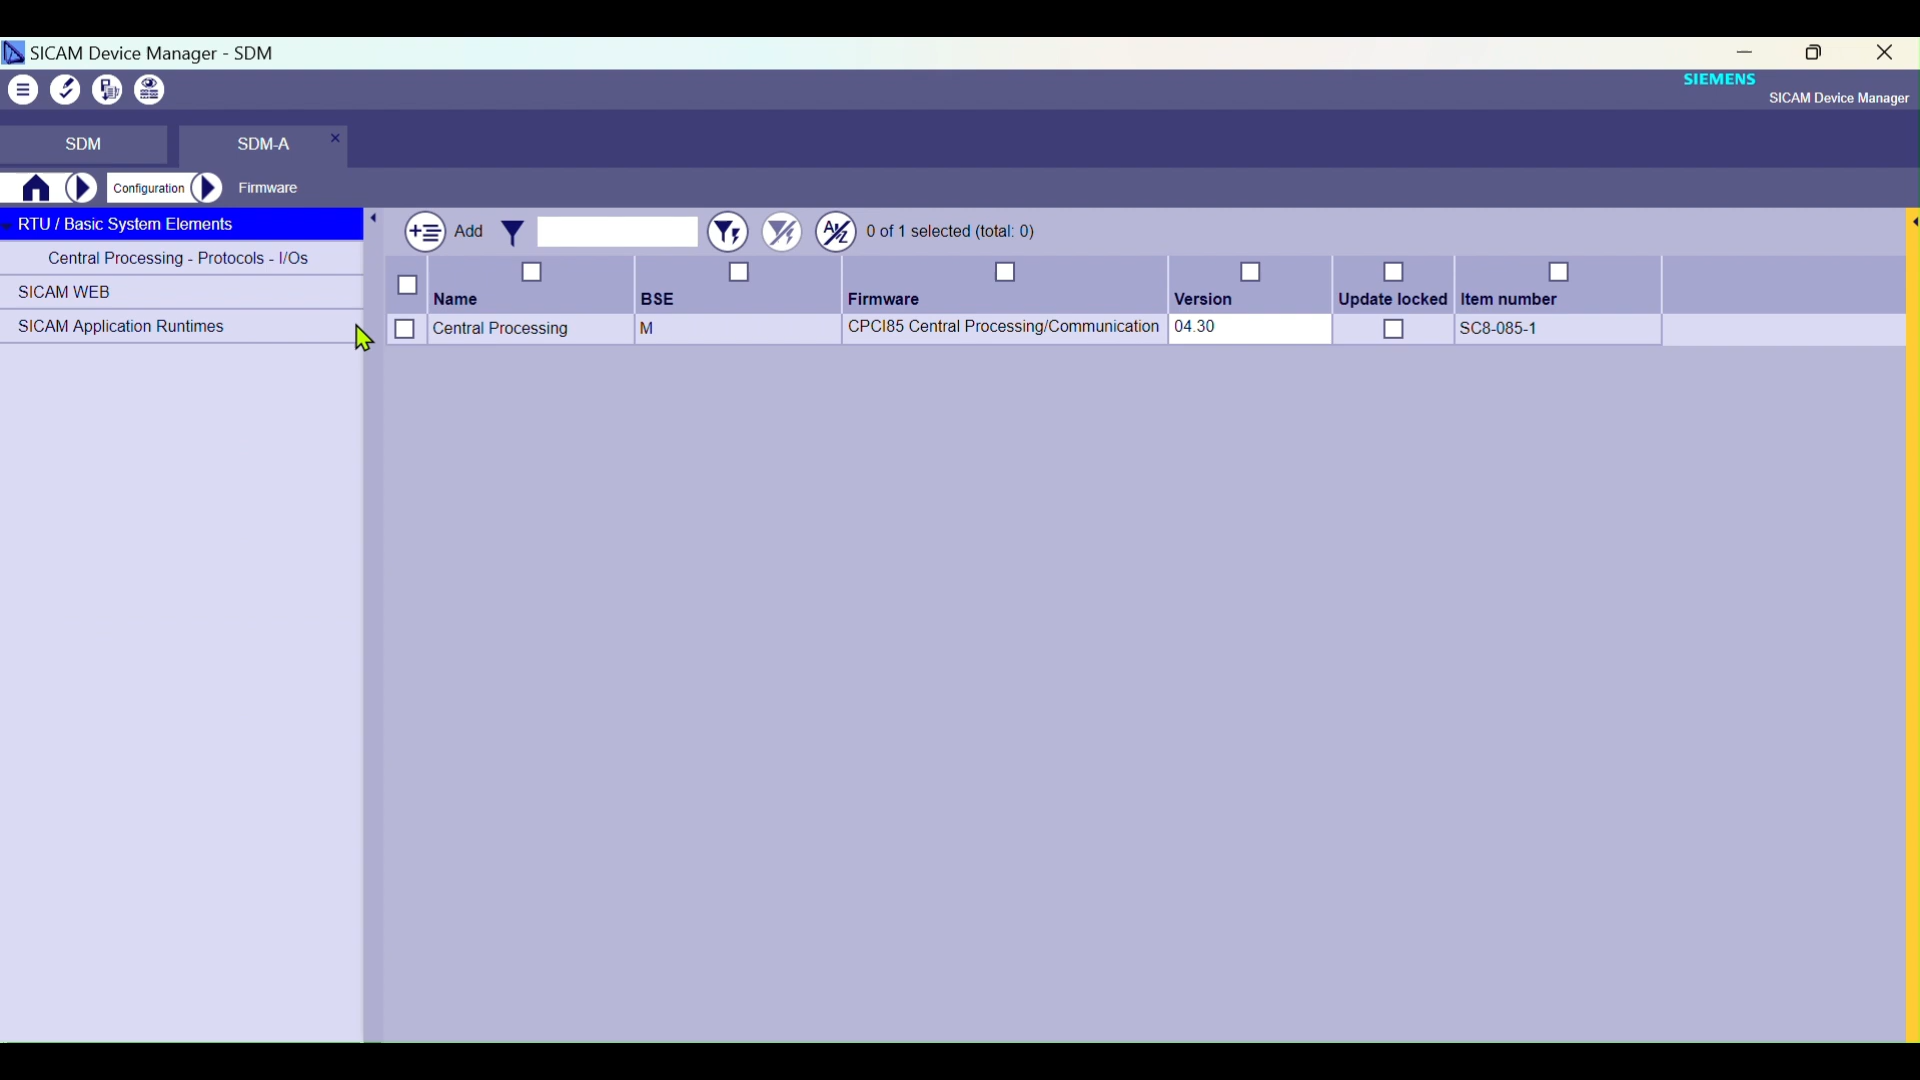 SICAM Device Manager - SDM
SIEMENS
SICAM Device Manager
SDM
SDM-A
Configuration
Firmware
RTU / Basic System Elements
Central Processing - Protocols - I/Os
SICAM WEB
SICAM Application Runtimes
Add
0 of 1 selected (total: 0)
Name BSE Firmware Version Update locked Item number
Central Processing M CPCI85 Central Processing/Communication 04.30 SC8-085-1